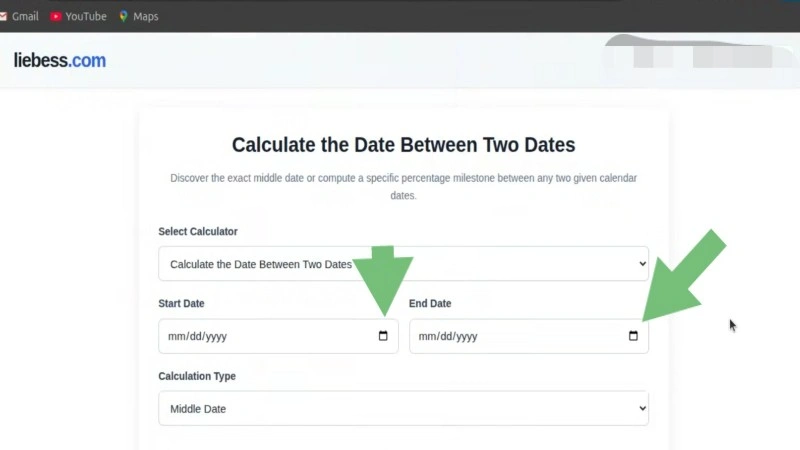 Gmail YouTube Maps
liebess.com
Calculate the Date Between Two Dates
Discover the exact middle date or compute a specific percentage milestone between any two given calendar
dates.
Select Calculator
Calculate the Date Between Two Dates
Start Date End Date
mm/dd/yyyy mm/dd/yyyy
Calculation Type
Middle Date